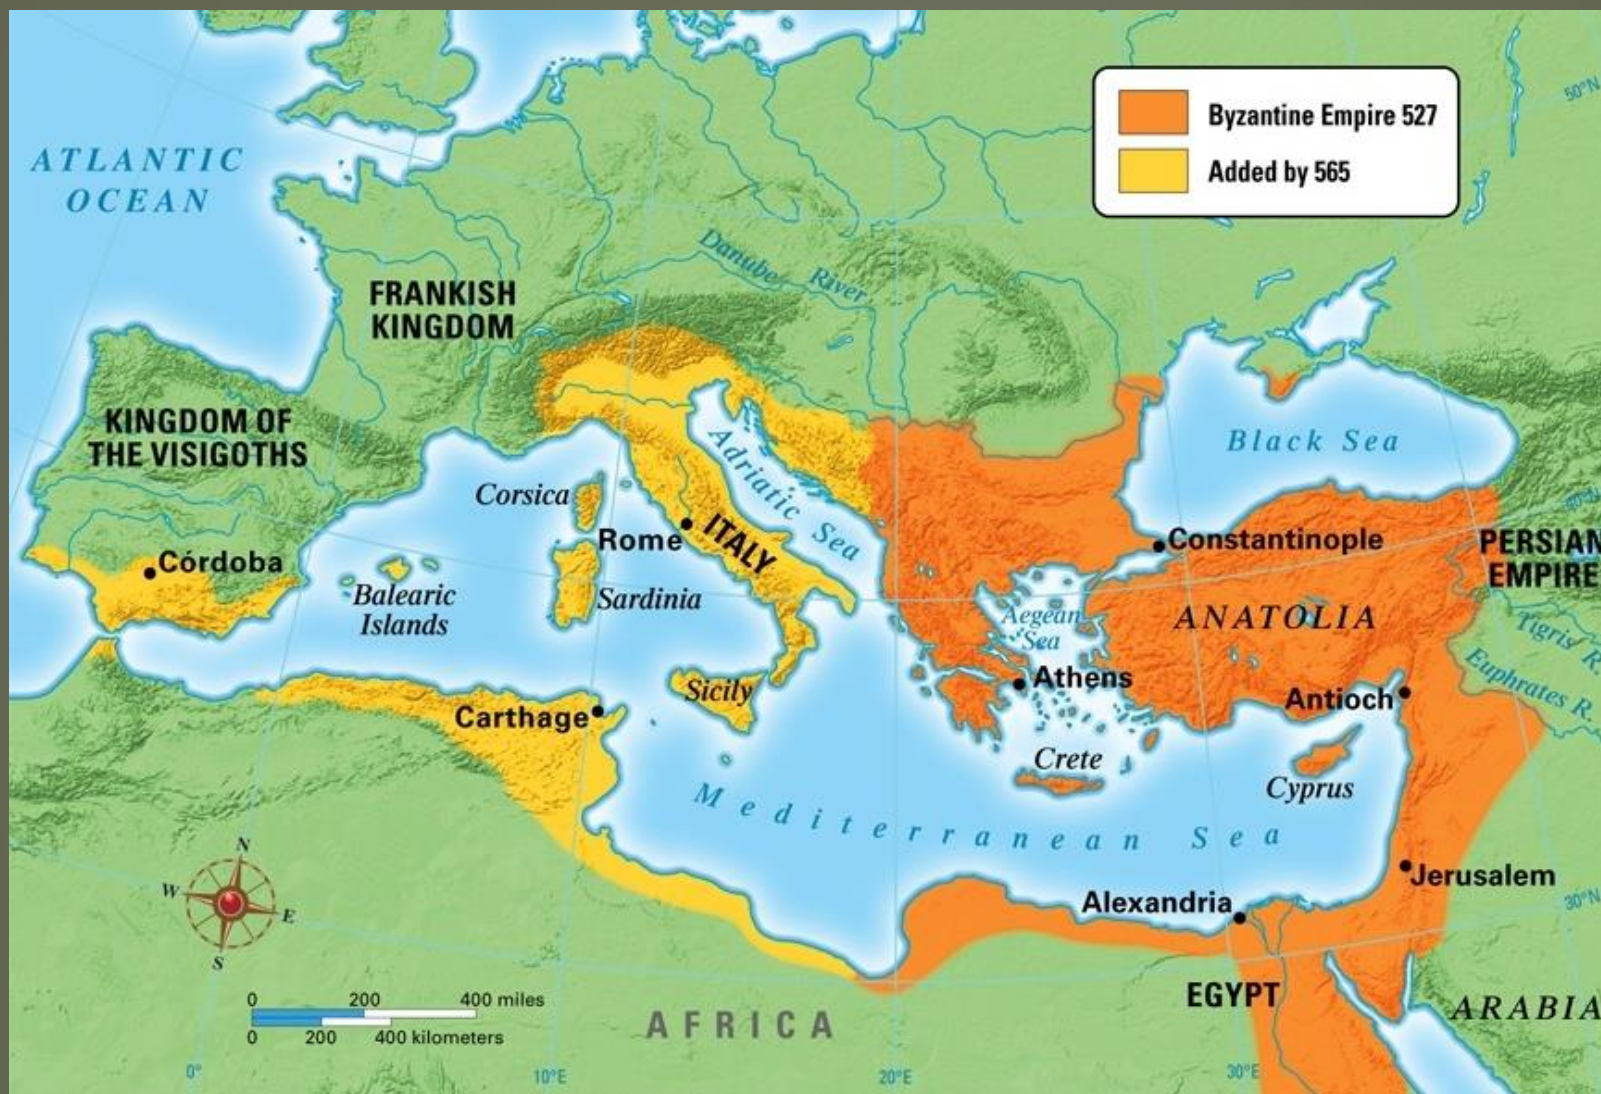 Byzantine Empire 527
Added by 565
50°N
ATLANTIC
OCEAN
Danube River
FRANKISH
KINGDOM
KINGDOM OF
THE VISIGOTHS
Black Sea
Adriatic Sea
Corsica
Rome
ITALY
Constantinople
40°N
PERSIAN
EMPIRE
Córdoba
Balearic
Islands
Sardinia
Aegean
Sea
ANATOLIA
Tigris R.
Euphrates R.
Athens
Sicily
Antioch
Carthage
Crete
Cyprus
Mediterranean Sea
Jerusalem
Alexandria
30°N
N
W
E
S
EGYPT
ARABIA
0 200 400 miles
0 200 400 kilometers
AFRICA
0°
10°E
20°E
30°E